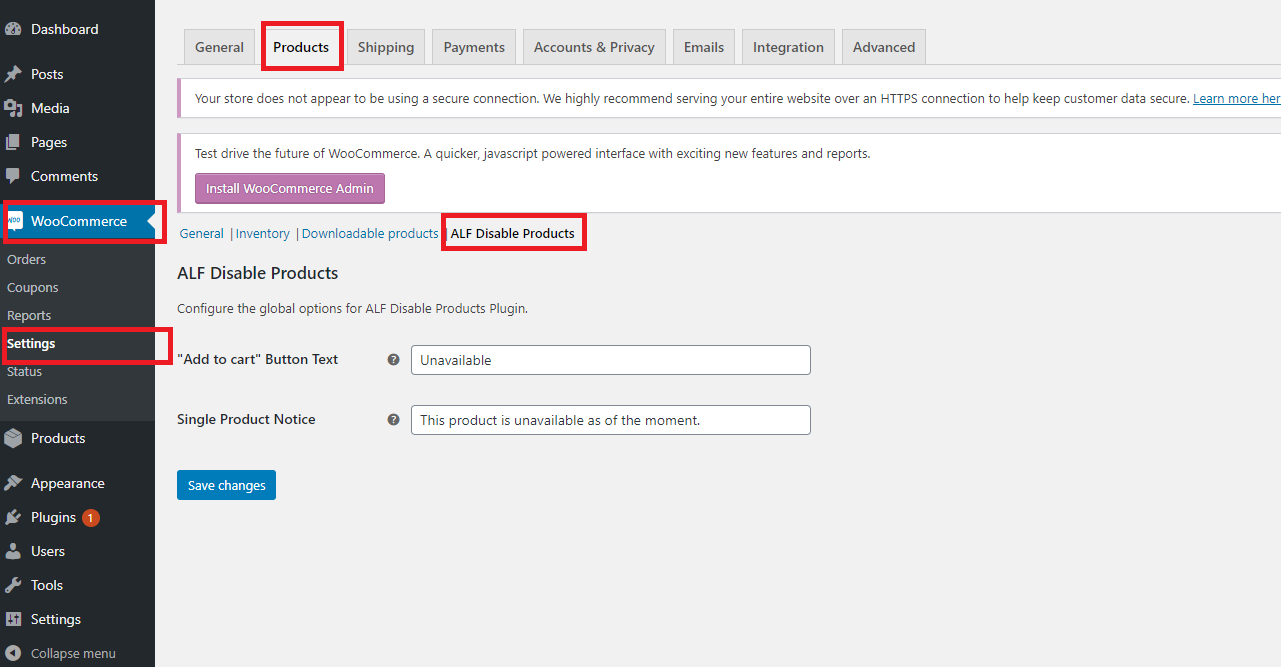 Dashboard
Posts
Media
Pages
Comments
WooCommerce
Orders
Coupons
Reports
Settings
Status
Extensions
Products
Appearance
Plugins 1
Users
Tools
Settings
Collapse menu
General Products Shipping Payments Accounts & Privacy Emails Integration Advanced
Your store does not appear to be using a secure connection. We highly recommend serving your entire website over an HTTPS connection to help keep customer data secure. Learn more her
Test drive the future of WooCommerce. A quicker, javascript powered interface with exciting new features and reports.
Install WooCommerce Admin
General | Inventory | Downloadable products | ALF Disable Products
ALF Disable Products
Configure the global options for ALF Disable Products Plugin.
"Add to cart" Button Text ? Unavailable
Single Product Notice ? This product is unavailable as of the moment.
Save changes